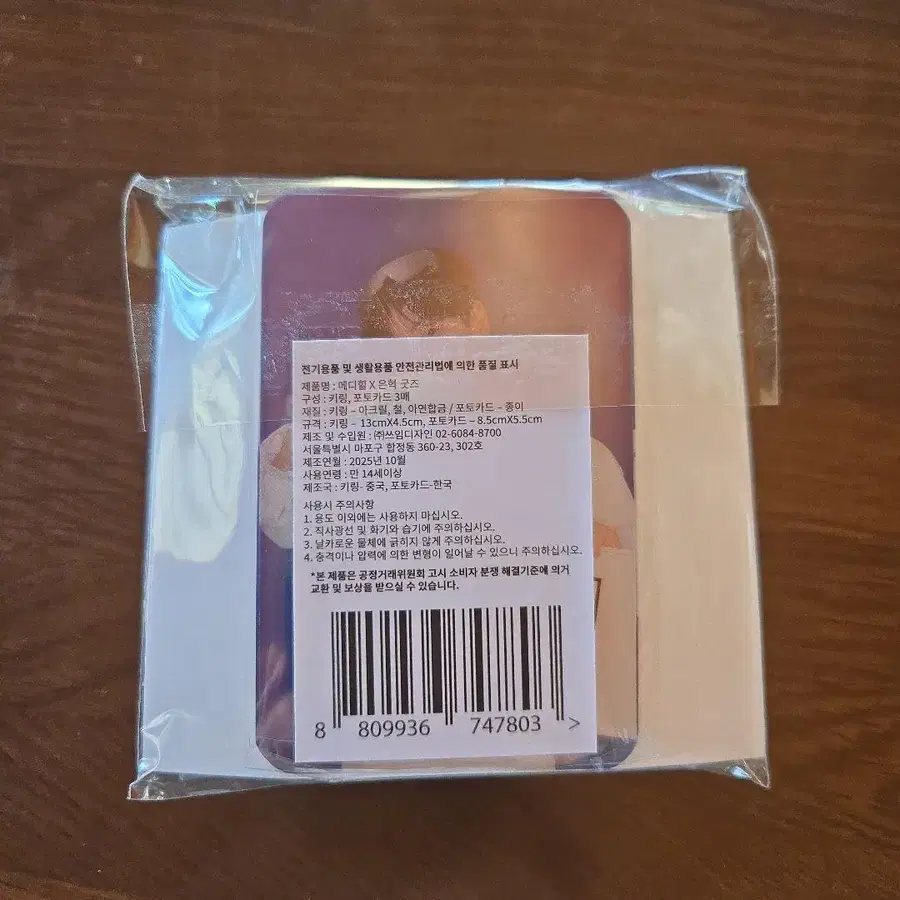 전기용품 및 생활용품 안전관리법에 의한 품질 표시
제품명 : 메디힐 X 은혁 굿즈
구성 : 키링, 포토카드 3매
재질 : 키링 – 아크릴, 철, 아연합금 / 포토카드 – 종이
규격 : 키링 – 13cmX4.5cm, 포토카드 – 8.5cmX5.5cm
제조 및 수입원 : ㈜쓰임디자인 02-6084-8700
서울특별시 마포구 합정동 360-23, 302호
제조연월 : 2025년 10월
사용연령 : 만 14세이상
제조국 : 키링- 중국, 포토카드-한국
사용시 주의사항
1. 용도 이외에는 사용하지 마십시오.
2. 직사광선 및 화기와 습기에 주의하십시오.
3. 날카로운 물체에 긁히지 않게 주의하십시오.
4. 충격이나 압력에 의한 변형이 일어날 수 있으니 주의하십시오.
*본 제품은 공정거래위원회 고시 소비자 분쟁 해결기준에 의거
교환 및 보상을 받으실 수 있습니다.
8 809936 747803 >